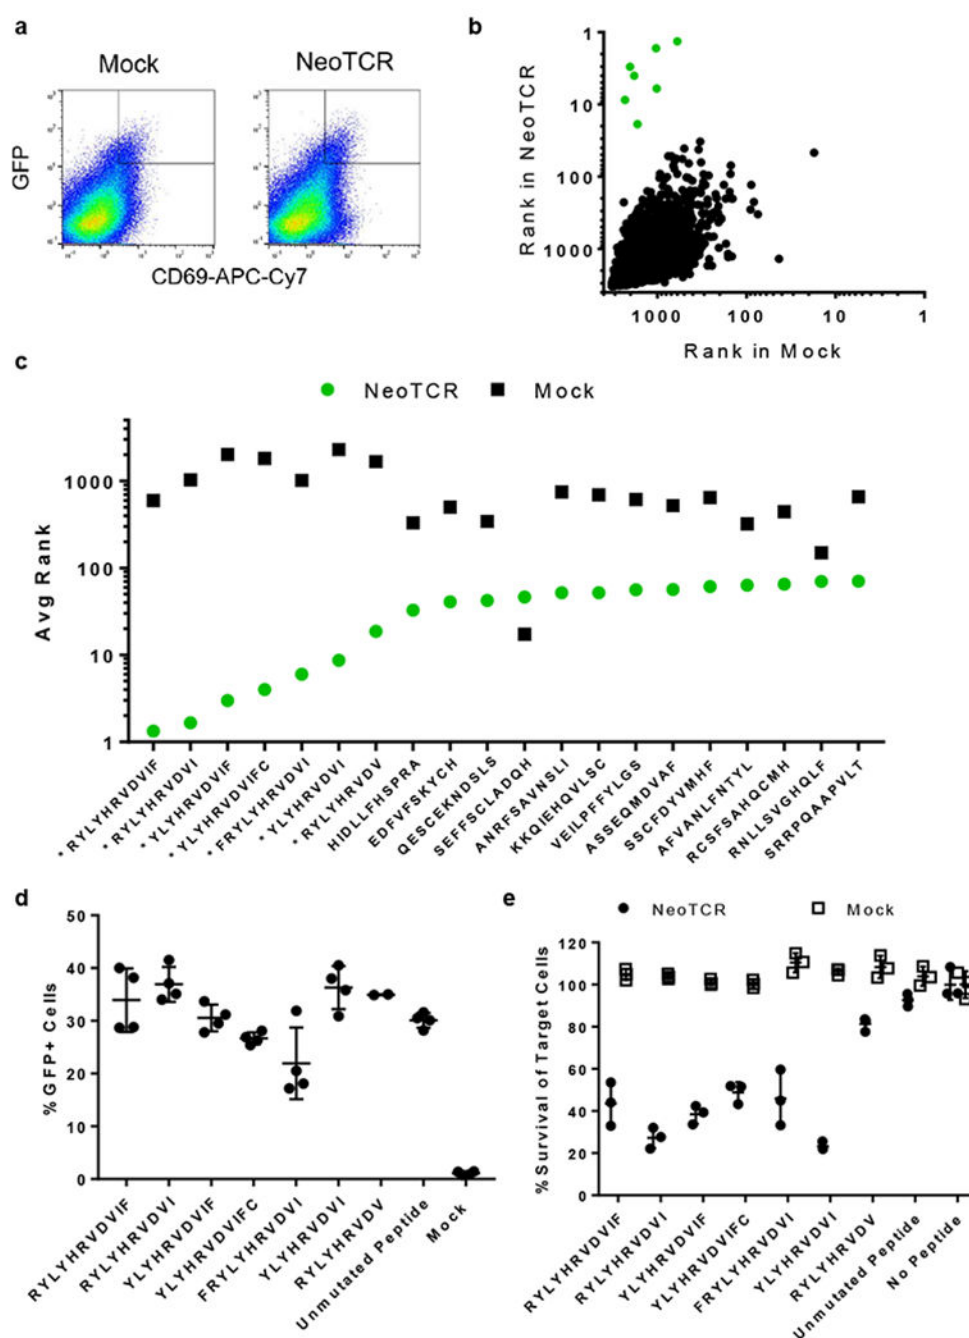 a
Mock
NeoTCR
GFP
CD69-APC-Cy7
b
Rank in NeoTCR
1
10
100
1000
1000 100 10 1
Rank in Mock
c
NeoTCR Mock
Avg Rank
1000
100
10
1
*RYLYHRVDVIF
*RYLYHRVDVI
*YLYHRVDVIF
*YLYHRVDVIFC
*FRYLYHRVDVI
*YLYHRVDVI
*RYLYHRVDV
HIDLLFHSPRA
EDFVFSKYCH
QESCEKNDSLS
SEFFSCLADQH
ANRFSAVNSLI
KKQIEHQVLSC
VEILPFFYLGS
ASSEQMDVAF
SSCFDYVMHF
AFVANLFNTYL
RCSFSAHQCMH
RNLLSVGHQLF
SRRPQAAPVLT
d
%GFP+ Cells
50
40
30
20
10
0
RYLYHRVDVIF
RYLYHRVDVI
YLYHRVDVIF
YLYHRVDVIFC
FRYLYHRVDVI
YLYHRVDVI
RYLYHRVDV
Unmutated Peptide
Mock
e
NeoTCR Mock
%Survival of Target Cells
120
100
80
60
40
20
0
RYLYHRVDVIF
RYLYHRVDVI
YLYHRVDVIF
YLYHRVDVIFC
FRYLYHRVDVI
YLYHRVDVI
RYLYHRVDV
Unmutated Peptide
No Peptide